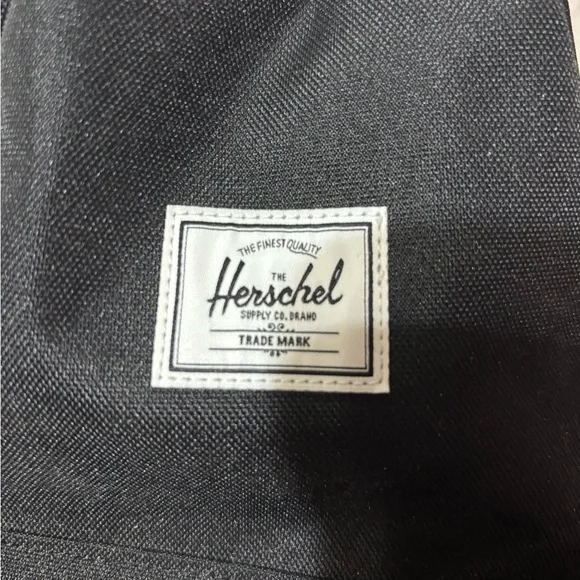 THE FINEST QUALITY
THE
Herschel
SUPPLY CO. BRAND
TRADE MARK